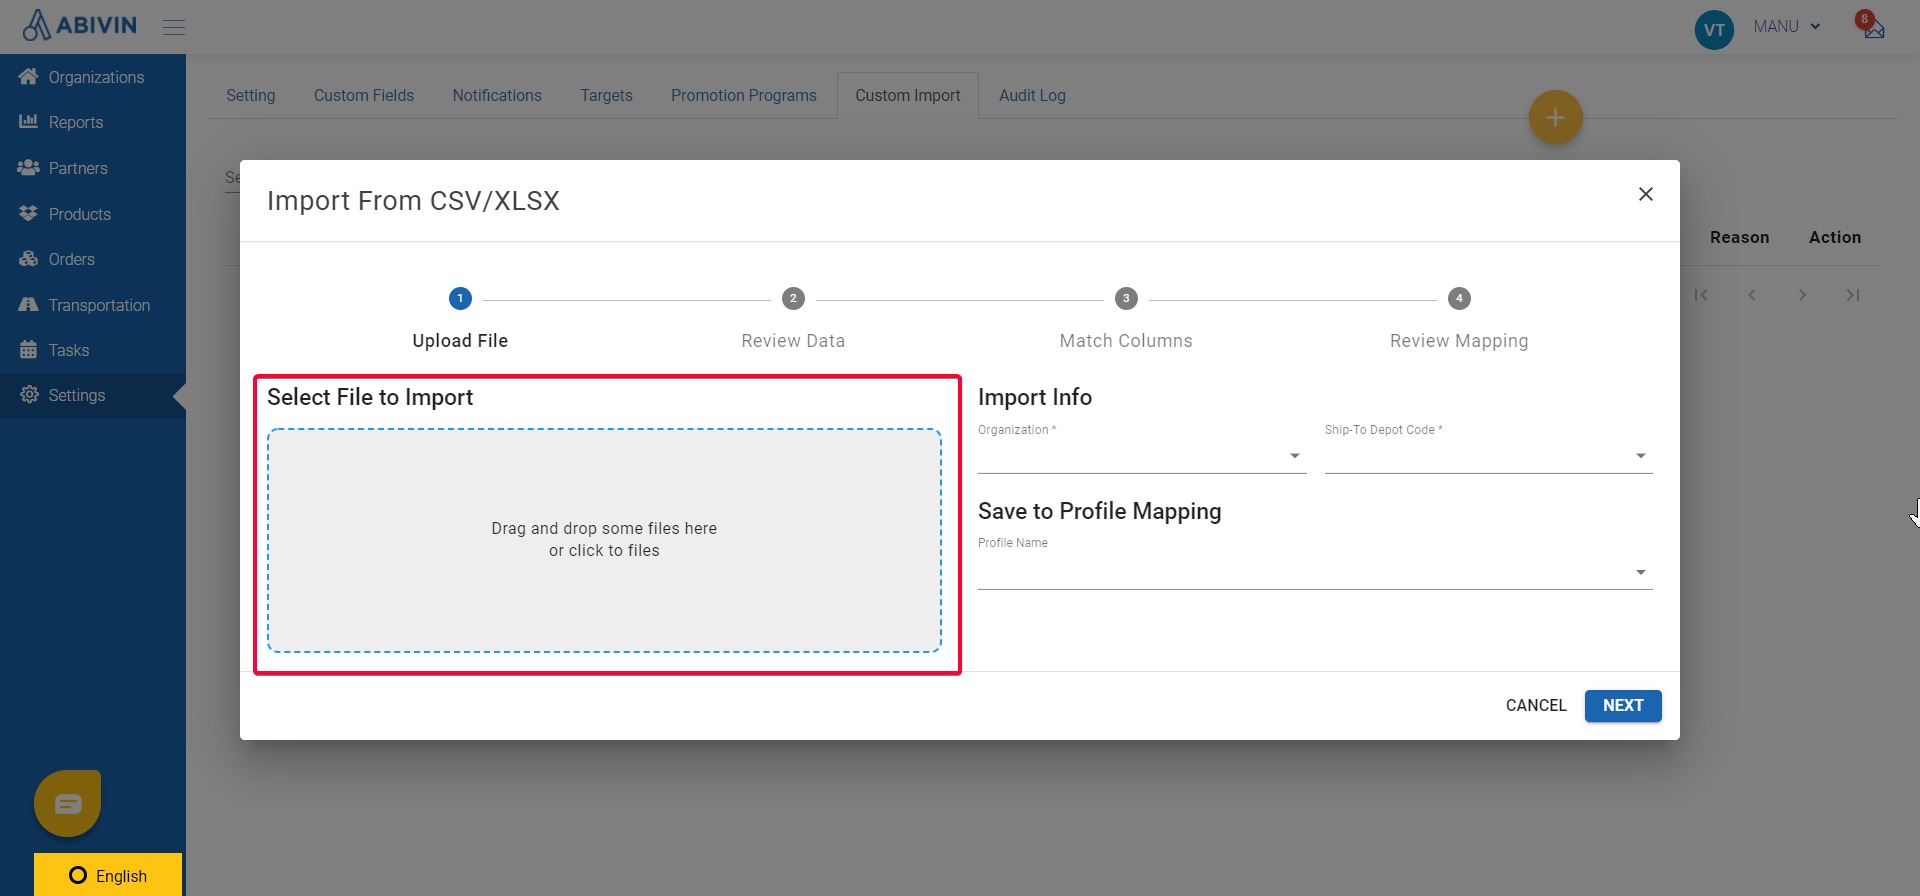 ABIVIN
VT
MANU
8
Organizations
Reports
Partners
Products
Orders
Transportation
Tasks
Settings
Setting
Custom Fields
Notifications
Targets
Promotion Programs
Custom Import
Audit Log
+
Se
Reason
Action
Import From CSV/XLSX
1
2
3
4
Upload File
Review Data
Match Columns
Review Mapping
Select File to Import
Drag and drop some files here
or click to files
Import Info
Organization *
Ship-To Depot Code *
Save to Profile Mapping
Profile Name
CANCEL
NEXT
English